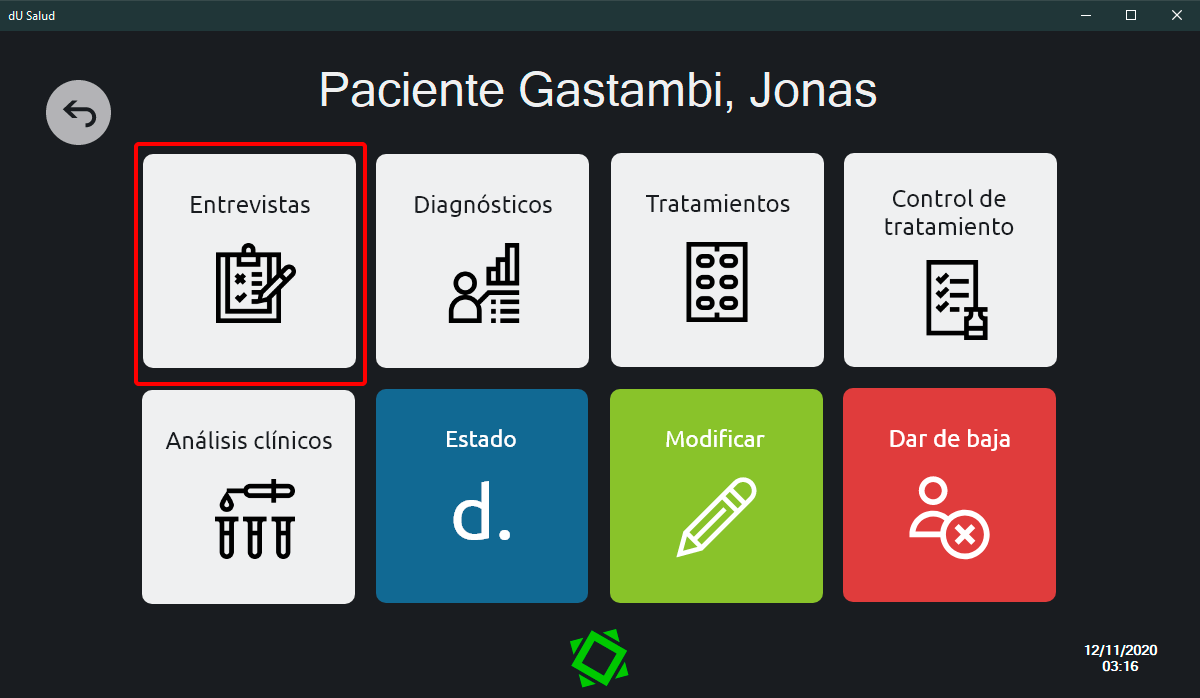 dU Salud
Paciente Gastambi, Jonas
Entrevistas
Diagnósticos
Tratamientos
Control de
tratamiento
Análisis clínicos
Estado
d.
Modificar
Dar de baja
12/11/2020
03:16